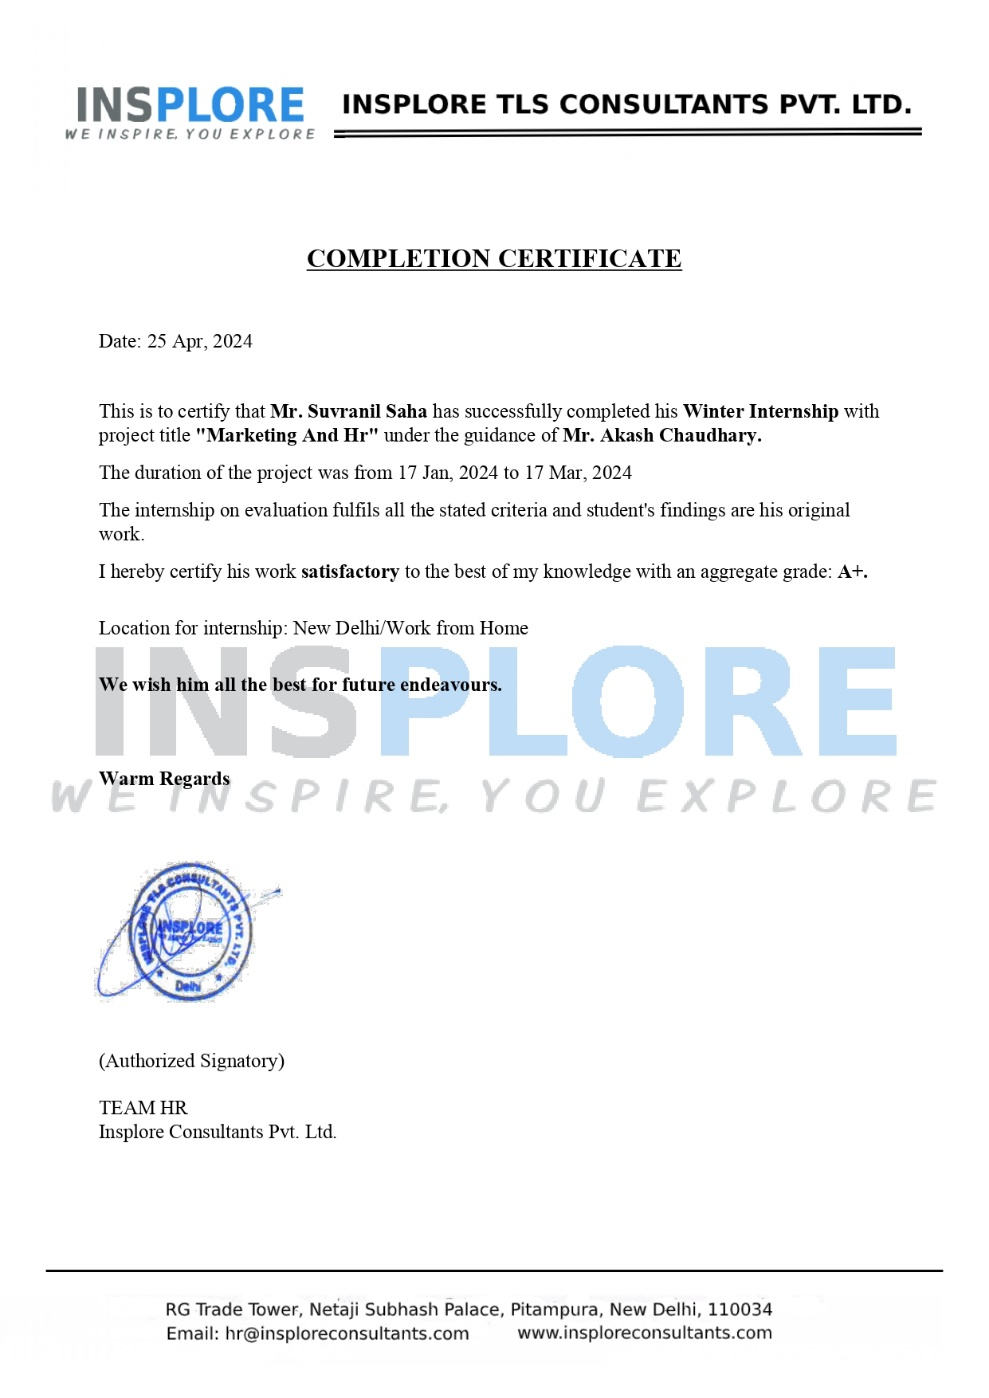 INSPLORE
WE INSPIRE, YOU EXPLORE
INSPLORE TLS CONSULTANTS PVT. LTD.
COMPLETION CERTIFICATE
Date: 25 Apr, 2024
This is to certify that Mr. Suvranil Saha has successfully completed his Winter Internship with
project title "Marketing And Hr" under the guidance of Mr. Akash Chaudhary.
The duration of the project was from 17 Jan, 2024 to 17 Mar, 2024
The internship on evaluation fulfils all the stated criteria and student's findings are his original
work.
I hereby certify his work satisfactory to the best of my knowledge with an aggregate grade: A+.
Location for internship: New Delhi/Work from Home
INSPLORE
We wish him all the best for future endeavours.
Warm Regards
WE INSPIRE, YOU EXPLORE
INSPLORE TLS CONSULTANTS PVT. LTD.
INSPLORE
Delhi
(Authorized Signatory)
TEAM HR
Insplore Consultants Pvt. Ltd.
RG Trade Tower, Netaji Subhash Palace, Pitampura, New Delhi, 110034
Email: hr@insploreconsultants.com www.insploreconsultants.com